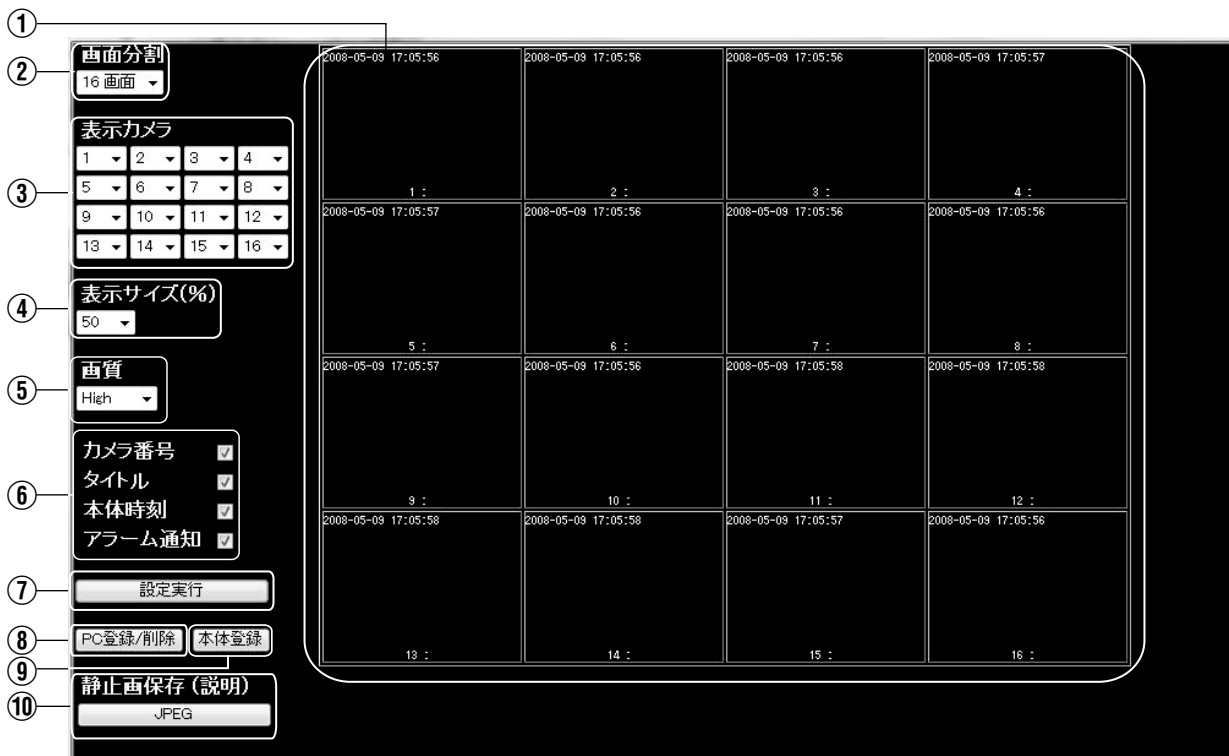 ①
画面分割
② 16 画面
表示カメラ
1 2 3 4
③ 5 6 7 8
9 10 11 12
13 14 15 16
表示サイズ(%)
④ 50
画質
⑤ High
カメラ番号
タイトル
⑥ 本体時刻
アラーム通知
⑦ 設定実行
⑧ PC登録/削除 本体登録
⑨
静止画保存 (説明)
⑩ JPEG
2008-05-09 17:05:56 2008-05-09 17:05:56 2008-05-09 17:05:56 2008-05-09 17:05:57
1 : 2 : 3 : 4 :
2008-05-09 17:05:57 2008-05-09 17:05:56 2008-05-09 17:05:56 2008-05-09 17:05:56
5 : 6 : 7 : 8 :
2008-05-09 17:05:57 2008-05-09 17:05:56 2008-05-09 17:05:58 2008-05-09 17:05:58
9 : 10 : 11 : 12 :
2008-05-09 17:05:58 2008-05-09 17:05:58 2008-05-09 17:05:57 2008-05-09 17:05:56
13 : 14 : 15 : 16 :